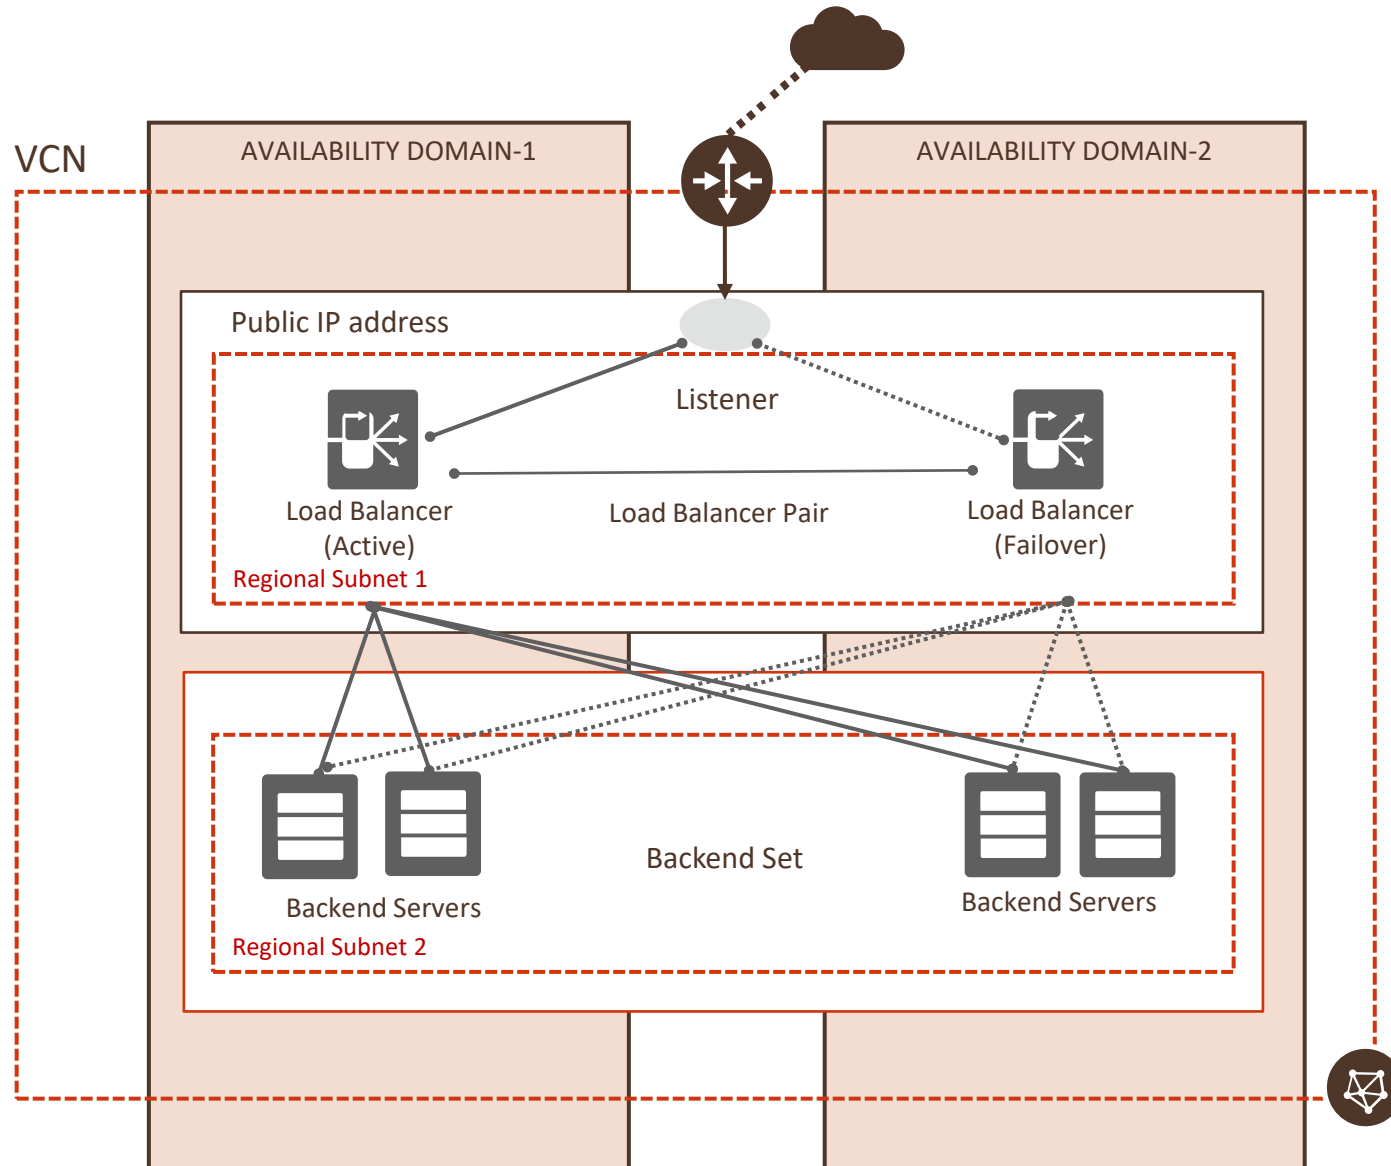 VCN
AVAILABILITY DOMAIN-1
AVAILABILITY DOMAIN-2
Public IP address
Listener
Load Balancer
(Active)
Load Balancer Pair
Load Balancer
(Failover)
Regional Subnet 1
Backend Set
Backend Servers
Backend Servers
Regional Subnet 2